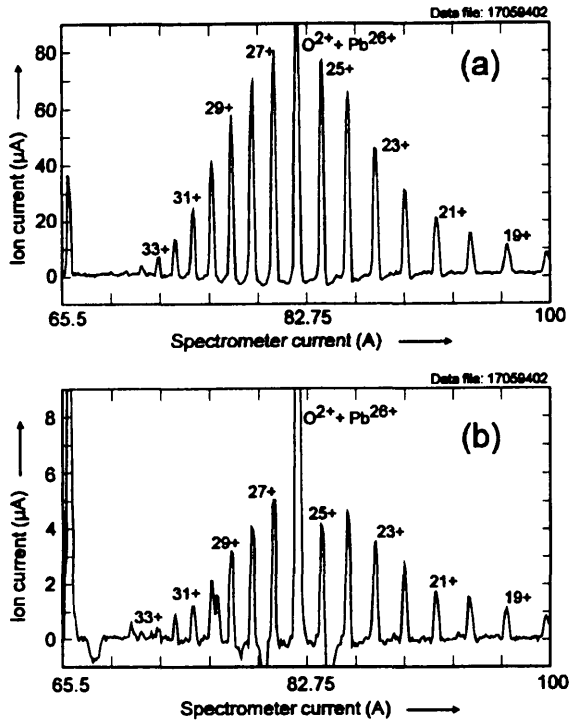 Data file: 17059402
80
60
40
20
0
Ion current (µA)
O²⁺ + Pb²⁶⁺
(a)
27+
25+
29+
23+
31+
21+
33+
19+
65.5 82.75 100
Spectrometer current (A)
Data file: 17059402
8
6
4
2
0
Ion current (µA)
O²⁺ + Pb²⁶⁺
(b)
27+
25+
29+
23+
31+
21+
33+
19+
65.5 82.75 100
Spectrometer current (A)